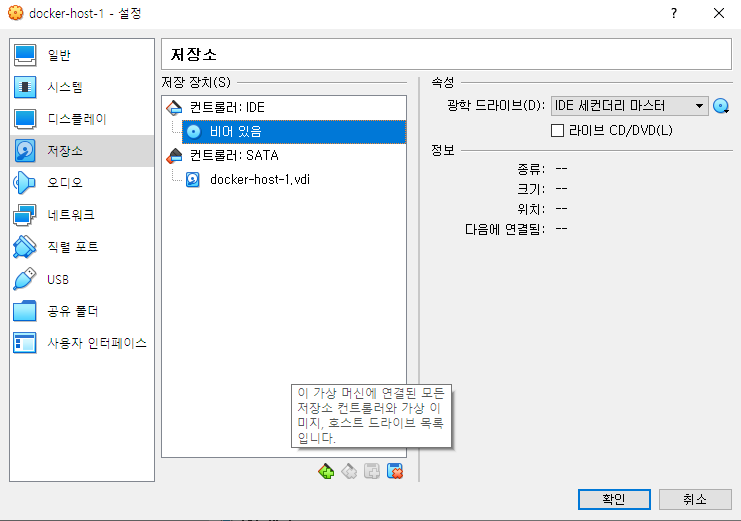 docker-host-1 - 설정
?
일반
시스템
디스플레이
저장소
오디오
네트워크
직렬 포트
USB
공유 폴더
사용자 인터페이스
저장소
저장 장치(S)
컨트롤러: IDE
비어 있음
컨트롤러: SATA
docker-host-1.vdi
이 가상 머신에 연결된 모든
저장소 컨트롤러와 가상 이
미지, 호스트 드라이브 목록
입니다.
속성
광학 드라이브(D): IDE 세컨더리 마스터
라이브 CD/DVD(L)
정보
종류: --
크기: --
위치: --
다음에 연결됨: --
확인
취소